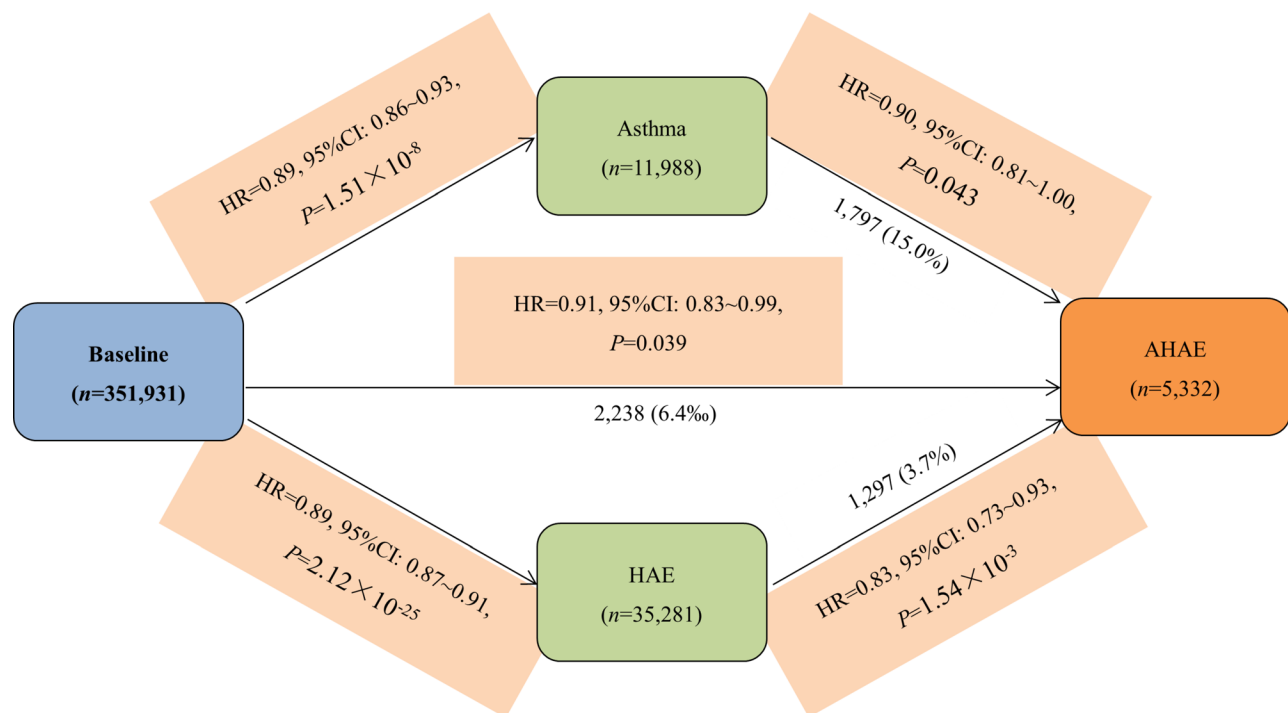 HR=0.89, 95%CI: 0.86~0.93,
P=1.51×10⁻⁸
Asthma
(n=11,988)
HR=0.90, 95%CI: 0.81~1.00,
P=0.043
1,797 (15.0%)
HR=0.91, 95%CI: 0.83~0.99,
P=0.039
Baseline
(n=351,931)
AHAE
(n=5,332)
2,238 (6.4‰)
HR=0.89, 95%CI: 0.87~0.91,
P=2.12×10⁻²⁵
HAE
(n=35,281)
1,297 (3.7%)
HR=0.83, 95%CI: 0.73~0.93,
P=1.54×10⁻³